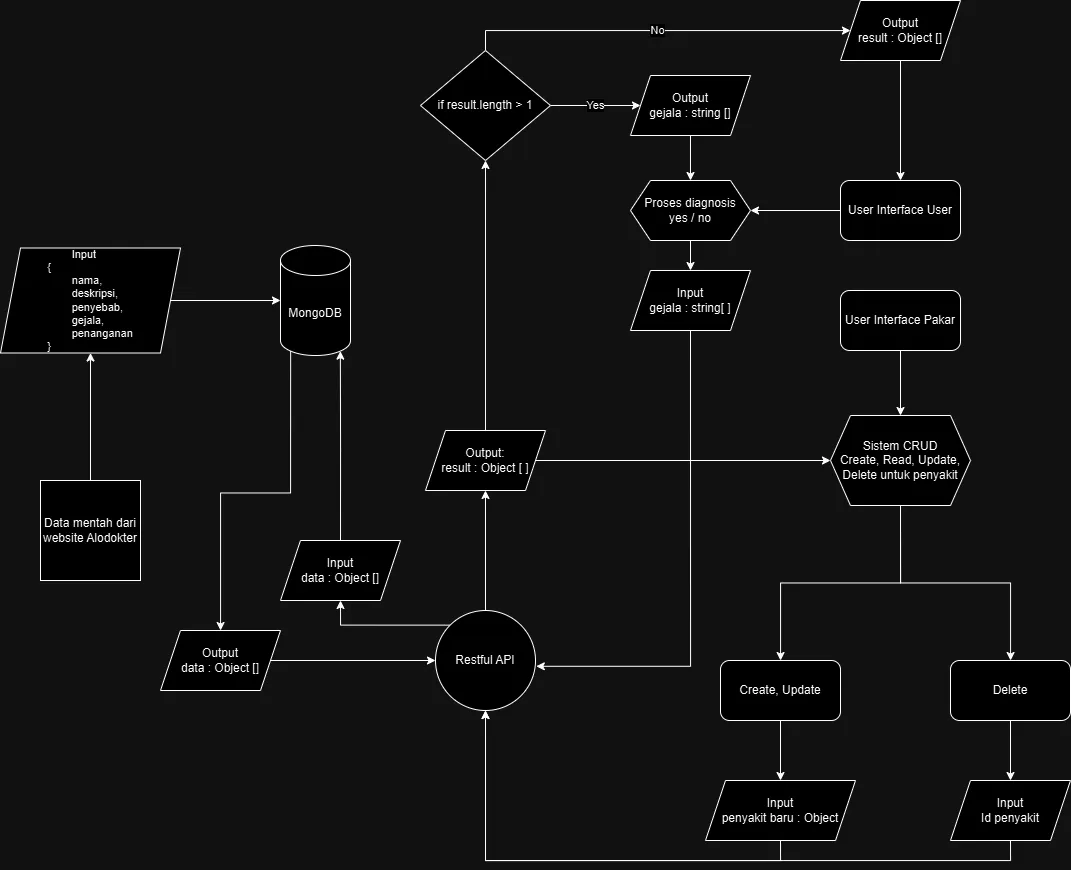 No
Output
result : Object []
if result.length > 1
Yes
Output
gejala : string []
Proses diagnosis
yes / no
User Interface User
Input
{
nama,
deskripsi,
penyebab,
gejala,
penanganan
}
MongoDB
Input
gejala : string[ ]
User Interface Pakar
Output:
result : Object [ ]
Sistem CRUD
Create, Read, Update,
Delete untuk penyakit
Data mentah dari
website Alodokter
Input
data : Object []
Output
data : Object []
Restful API
Create, Update
Delete
Input
penyakit baru : Object
Input
Id penyakit